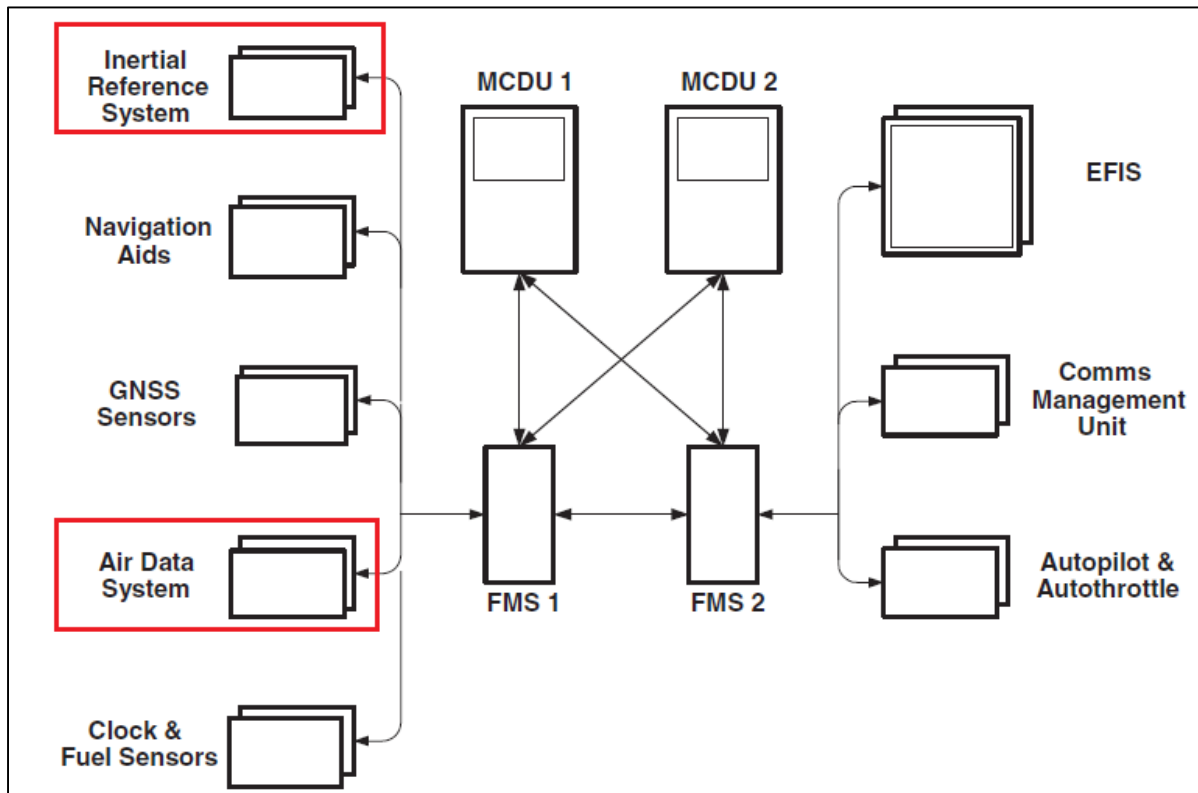 Inertial
Reference
System
Navigation
Aids
GNSS
Sensors
Air Data
System
Clock &
Fuel Sensors
MCDU 1
MCDU 2
FMS 1
FMS 2
EFIS
Comms
Management
Unit
Autopilot &
Autothrottle